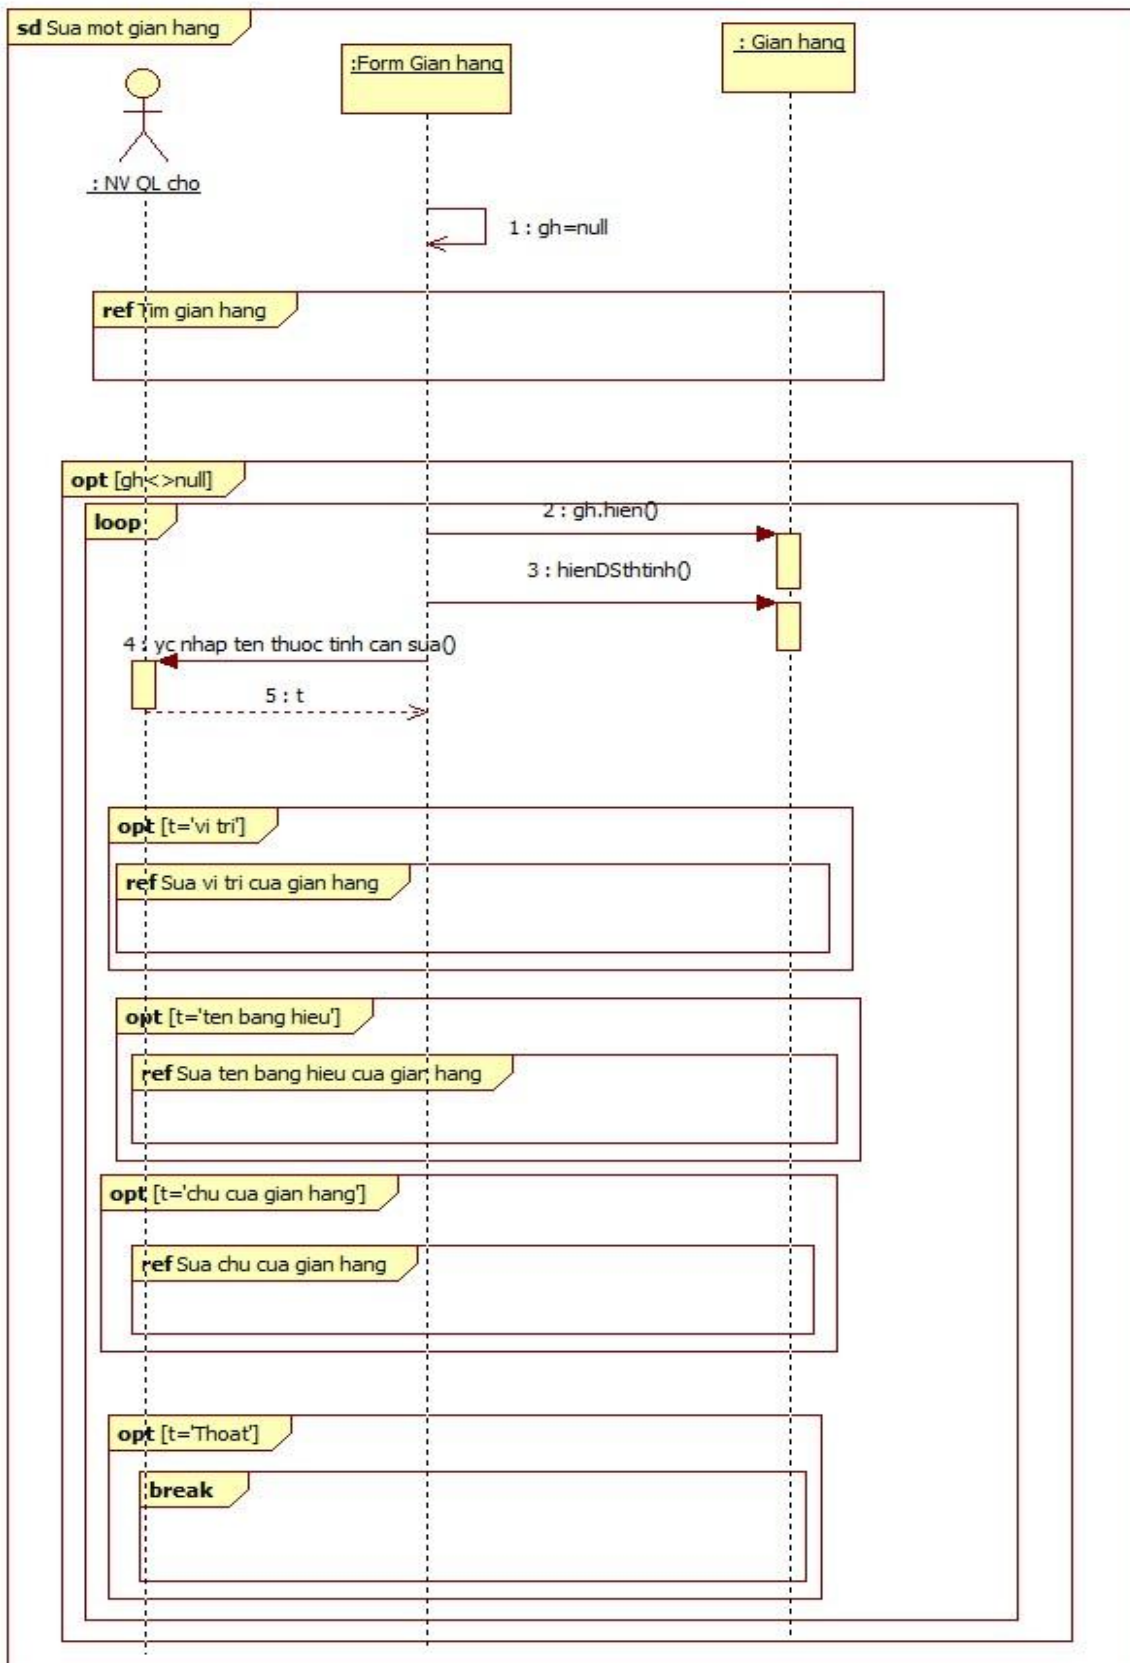 sd Sua mot gian hang
:Form Gian hang
: Gian hang
: NV QL cho
1 : gh=null
ref Tim gian hang
opt [gh<>null]
loop
2 : gh.hien()
3 : hienDSthtinh()
4 : yc nhap ten thuoc tinh can sua()
5 : t
opt [t='vi tri']
ref Sua vi tri cua gian hang
opt [t='ten bang hieu']
ref Sua ten bang hieu cua gian hang
opt [t='chu cua gian hang']
ref Sua chu cua gian hang
opt [t='Thoat']
break